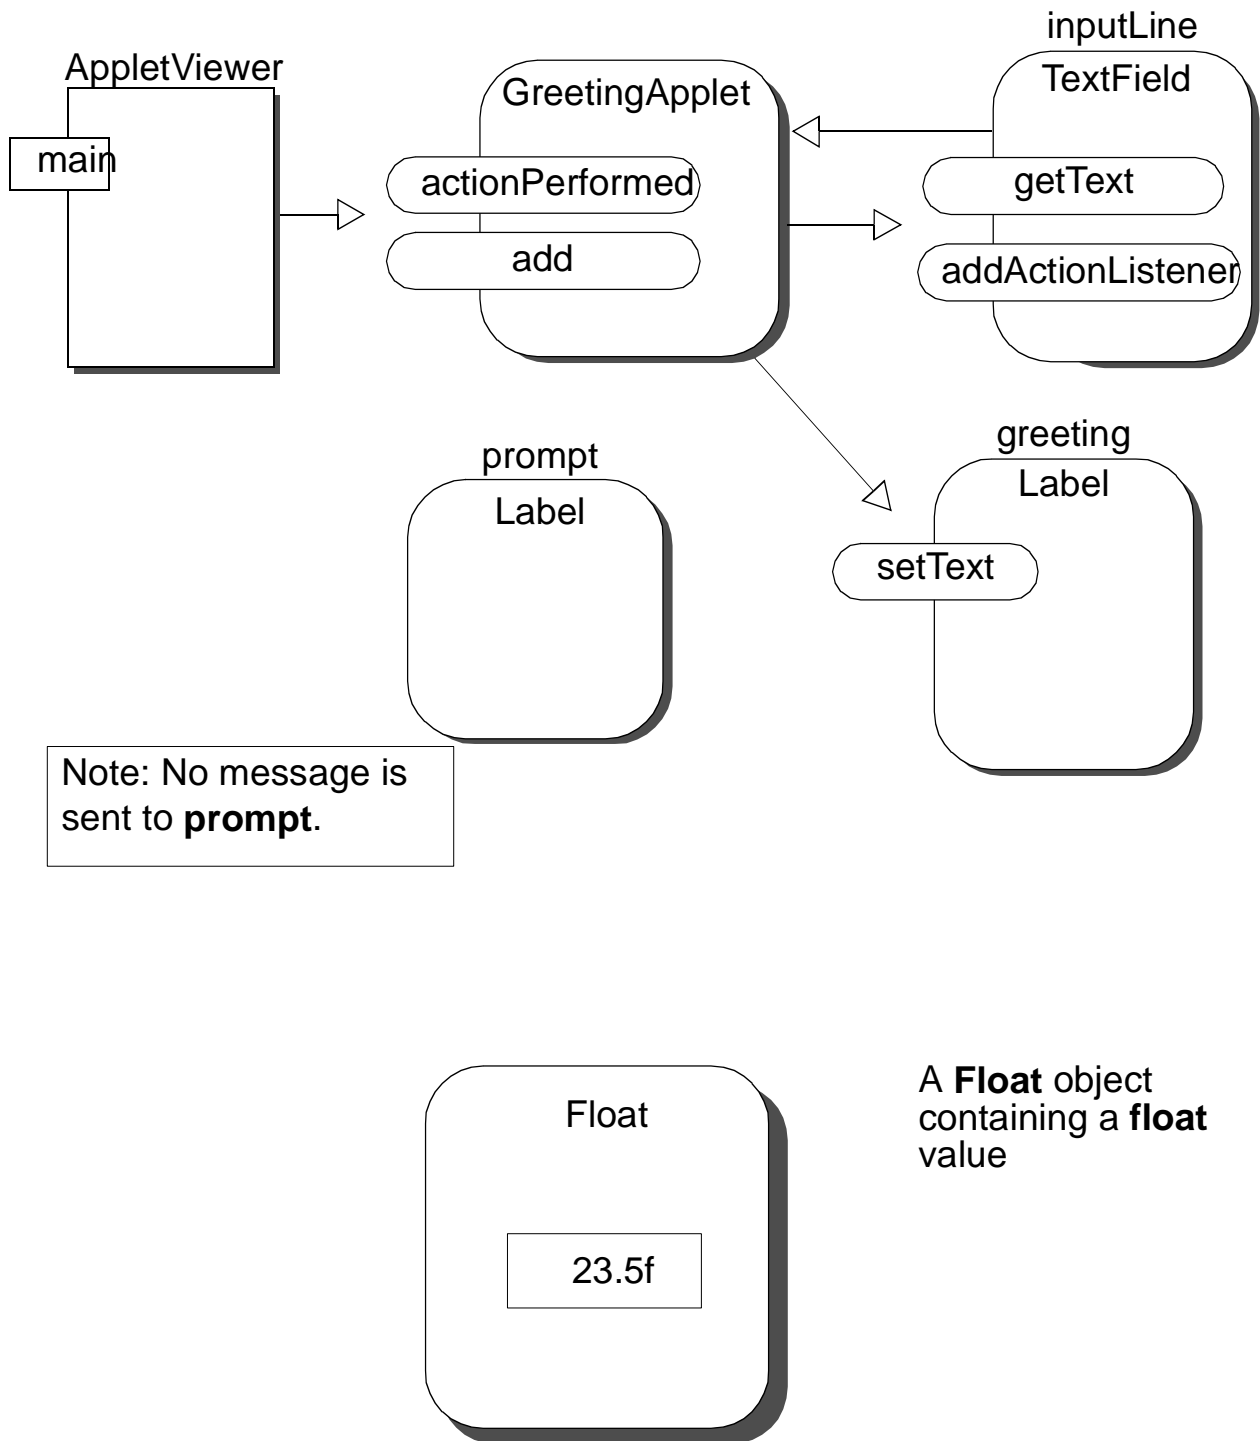 inputLine
AppletViewer
GreetingApplet
TextField
main
actionPerformed
getText
add
addActionListener
prompt
greeting
Label
Label
setText
Note: No message is
sent to prompt.
Float
A Float object
containing a float
value
23.5f